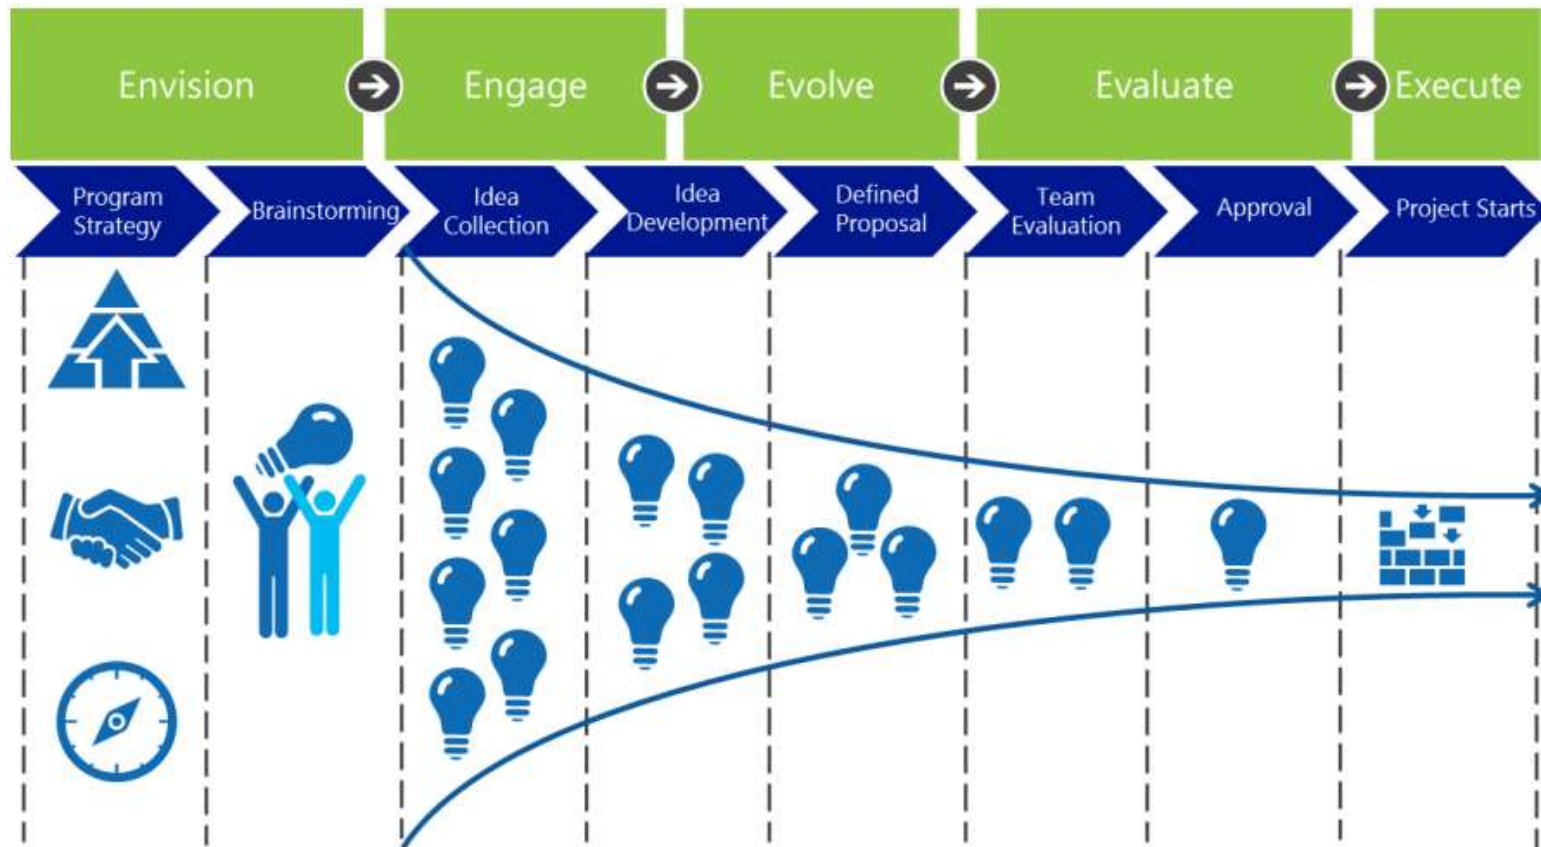 Envision
Engage
Evolve
Evaluate
Execute
Program
Strategy
Brainstorming
Idea
Collection
Idea
Development
Defined
Proposal
Team
Evaluation
Approval
Project Starts